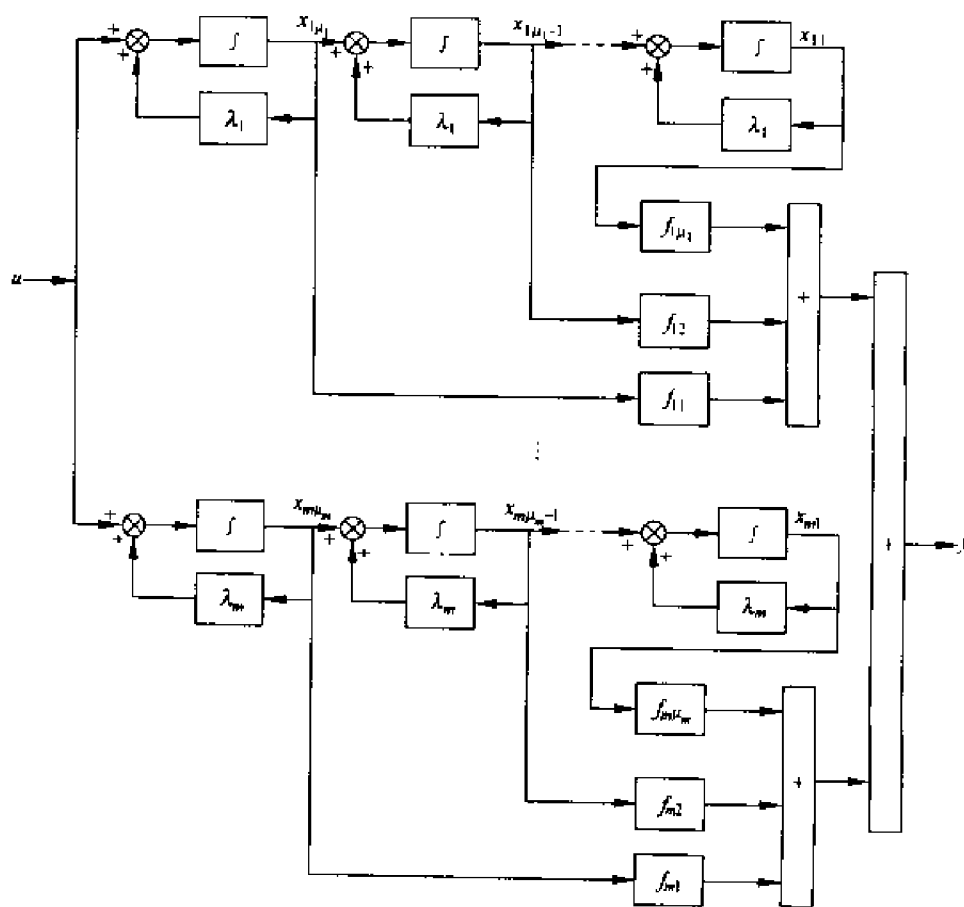 x₁μ₁ x₁μ₁₋₁ x₁₁
+ ∫ + ∫ + ∫
+ + +
λ₁ λ₁ λ₁
f₁μ₁
u
+
f₁₂
f₁₁
⋮
xₘμₘ xₘμₘ₋₁ xₘ₁
+ ∫ + ∫ + ∫
+ + +
+ y
λₘ λₘ λₘ
fₘμₘ
+
fₘ₂
fₘ₁